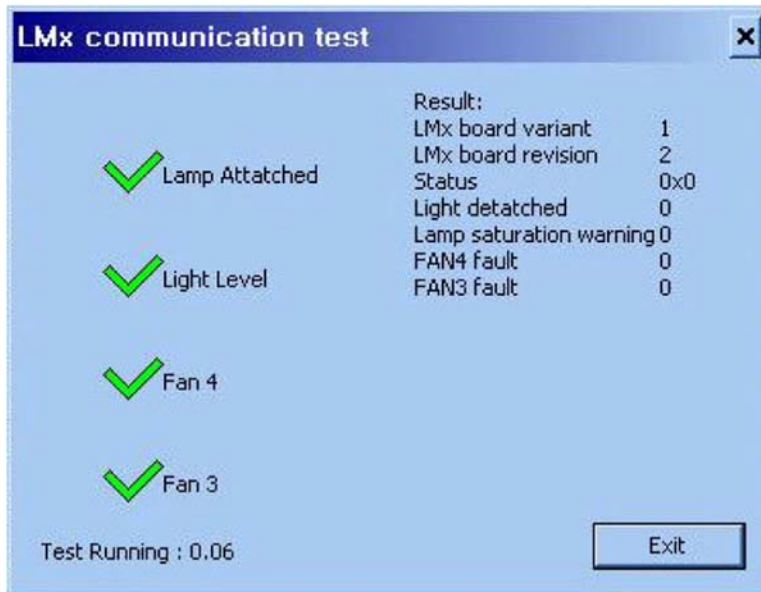 LMx communication test
Lamp Attatched
Light Level
Fan 4
Fan 3
Test Running : 0.06
Result:
LMx board variant 1
LMx board revision 2
Status 0x0
Light detatched 0
Lamp saturation warning 0
FAN4 fault 0
FAN3 fault 0
Exit